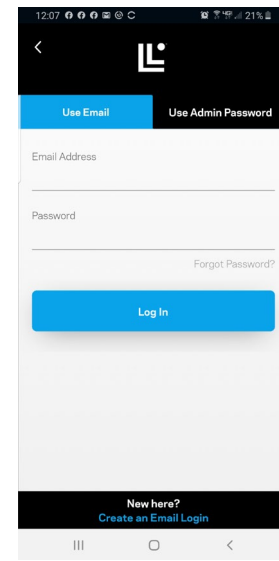 12:07
21%
Use Email
Use Admin Password
Email Address
Password
Forgot Password?
Log In
New here?
Create an Email Login